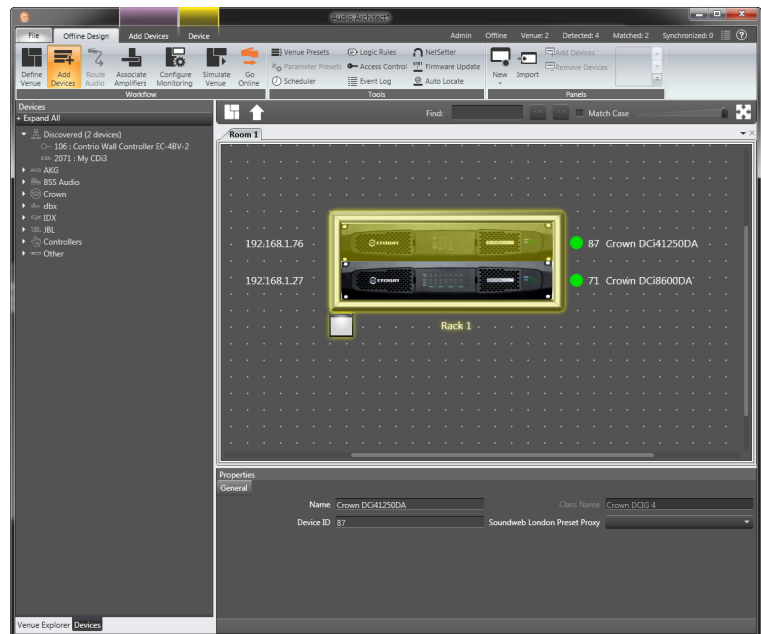 Audio Architect*
File Offline Design Add Devices Device Admin Offline Venue: 2 Detected: 4 Matched: 2 Synchronized: 0
Define Venue
Add Devices
Route Audio
Associate Amplifiers
Configure Monitoring
Simulate Venue
Go Online
Workflow
Venue Presets Logic Rules NetSetter
Parameter Presets Access Control Firmware Update
Scheduler Event Log Auto Locate
Tools
New Import
Add Devices
Remove Devices
Panels
Devices
+ Expand All
Discovered (2 devices)
106 : Contrio Wall Controller EC-4BV-2
2071 : My CDi3
AKG
BSS Audio
Crown
dbx
IDX
JBL
Controllers
Other
Find: << >> Match Case
Room 1
192.168.1.76 crown 87 Crown DCi41250DA
192.168.1.27 crown 71 Crown DCi8600DA
Rack 1
Properties
General
Name Crown DCi41250DA Class Name Crown DCIG 4
Device ID 87 Soundweb London Preset Proxy
Venue Explorer Devices